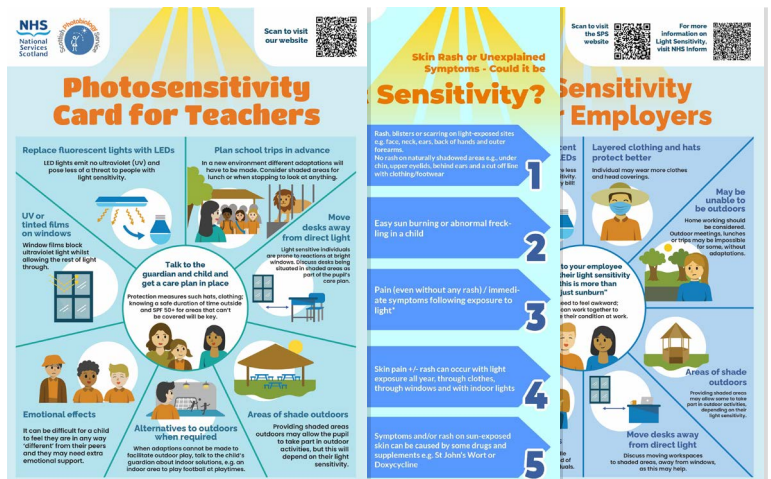 NHS
National
Services
Scotland
Scottish Photobiology Service
Scan to visit
our website
Photosensitivity
Card for Teachers
Replace fluorescent lights with LEDs
LED lights emit no ultraviolet (UV) and
pose less of a threat to people with
light sensitivity.
Plan school trips in advance
In a new environment different adaptations will
have to be made. Consider shaded areas for
lunch or when stopping to look at anything.
UV or
tinted films
on windows
Window films block
ultraviolet light whilst
allowing the rest of light
through.
Move
desks away
from direct light
Light sensitive individuals
are prone to reactions at bright
windows. Discuss desks being
situated in shaded areas as
part of the pupil's
care plan.
Talk to the
guardian and child and
get a care plan in place
Protection measures such hats, clothing;
knowing a safe duration of time outside
and SPF 50+ for areas that can't
be covered will be key.
Emotional effects
It can be difficult for a child
to feel they are in any way
'different' from their peers
and they may need extra
emotional support.
Alternatives to outdoors
when required
When adaptions cannot be made to
facilitate outdoor play, talk to the child's
guardian about indoor solutions, e.g. an
indoor area to play football at playtimes.
Areas of shade outdoors
Providing shaded areas
outdoors may allow the pupil
to take part in outdoor
activities, but this will
depend on their light
sensitivity.
Skin Rash or Unexplained
Symptoms - Could it be
Sensitivity?
Rash, blisters or scarring on light-exposed sites
e.g. face, neck, ears, back of hands and outer
forearms.
No rash on naturally shadowed areas e.g., under
chin, upper eyelids, behind ears and a cut off line
with clothing/footwear
1
Easy sun burning or abnormal freck-
ling in a child
2
Pain (even without any rash) / immedi-
ate symptoms following exposure to
light*
3
Skin pain +/- rash can occur with light
exposure all year, through clothes,
through windows and with indoor lights
4
Symptoms and/or rash on sun-exposed
skin can be caused by some drugs and
supplements e.g. St John's Wort or
Doxycycline
5
Scan to visit
the SPS
website
For more
information on
Light Sensitivity,
visit NHS Inform
Sensitivity
Employers
LEDs
Layered clothing and hats
protect better
Individual may wear more clothes
and head coverings.
May be
unable to
be outdoors
Home working should
be considered.
Outdoor meetings, lunches
or trips may be impossible
for some, without
adaptations.
to your employee
their light sensitivity
this is more than
just sunburn"
need to feel awkward;
can work together to
their condition at work.
Areas of shade
outdoors
Providing shaded areas
may allow some to take
part in outdoor activities,
depending on their
light sensitivity.
Move desks away
from direct light
Discuss moving workspaces
to shaded areas, away from windows,
as this may help.